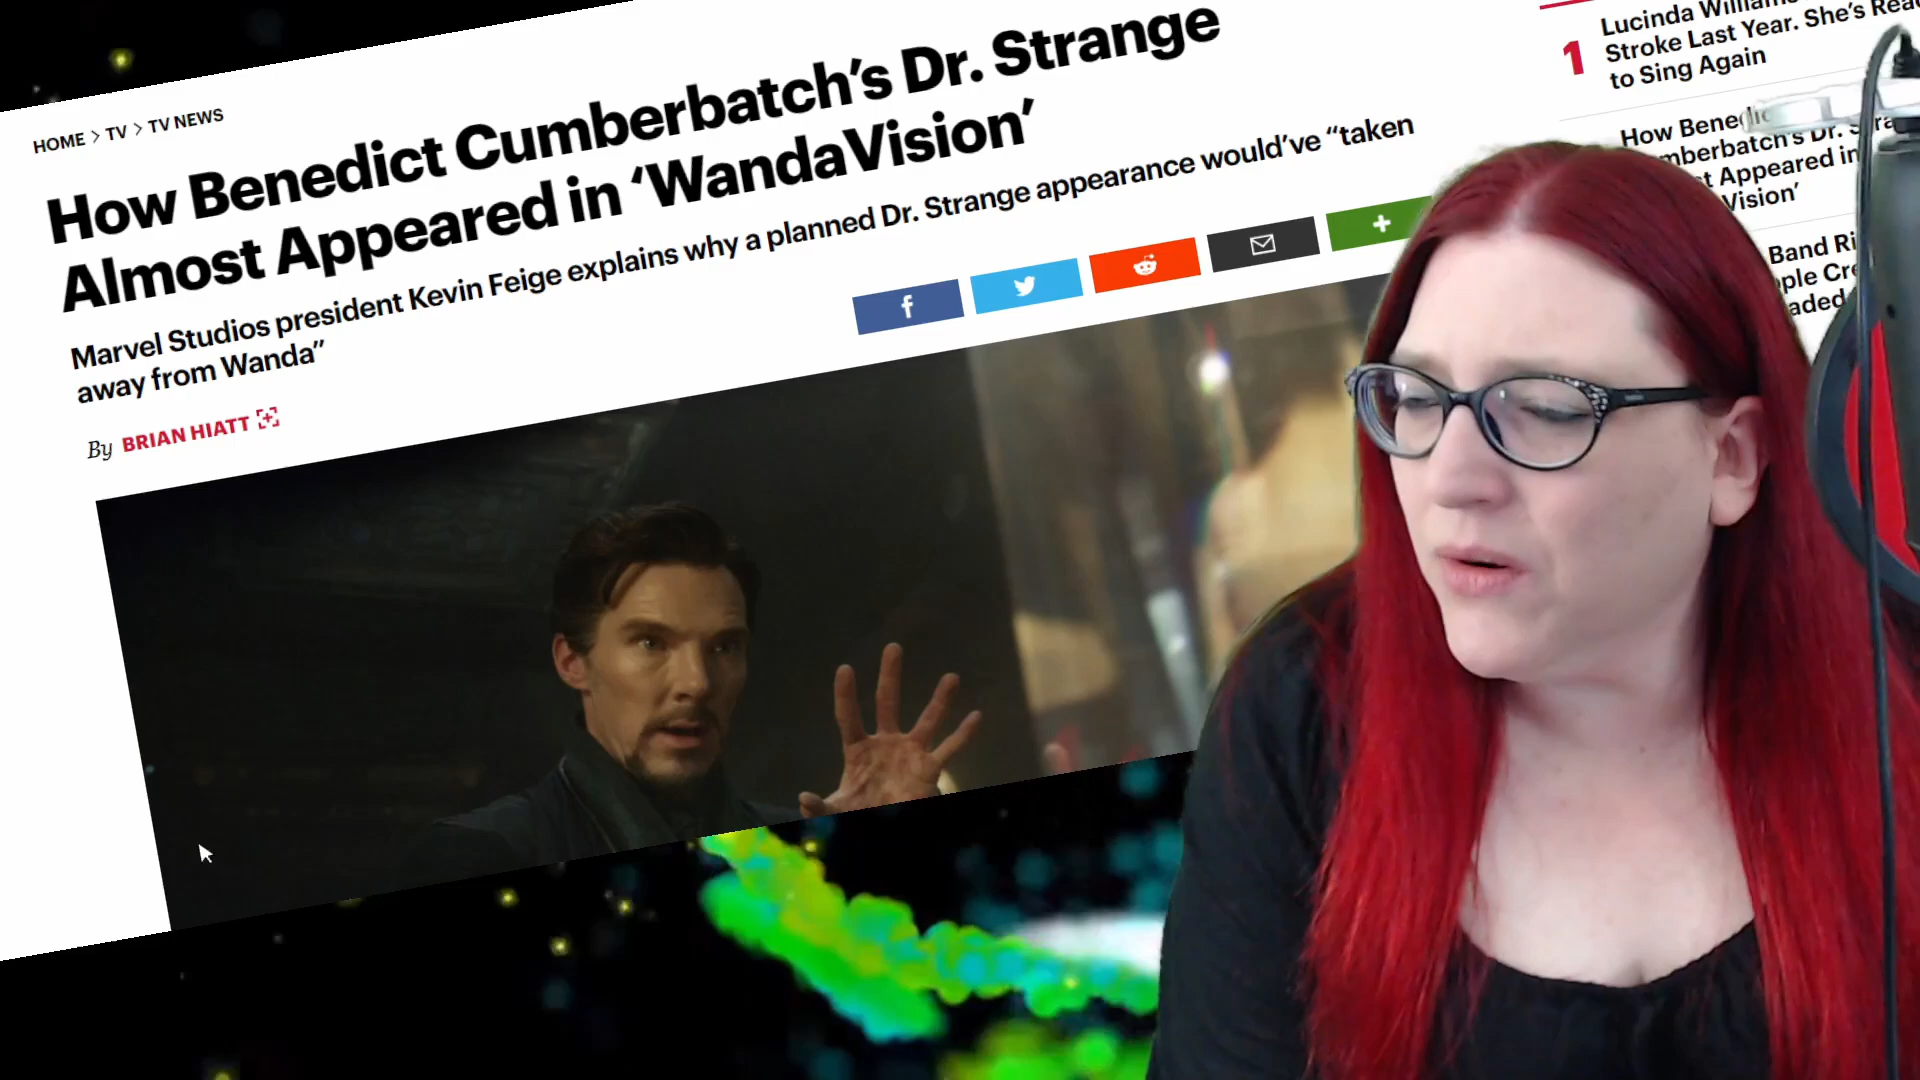 HOME > TV > TV NEWS
How Benedict Cumberbatch's Dr. Strange
Almost Appeared in 'WandaVision'
Marvel Studios president Kevin Feige explains why a planned Dr. Strange appearance would've "taken
away from Wanda"
By BRIAN HIATT
f
1
Lucinda
Stroke Last Year. She's
to Sing Again
How
Appeared in
Vision'
Band